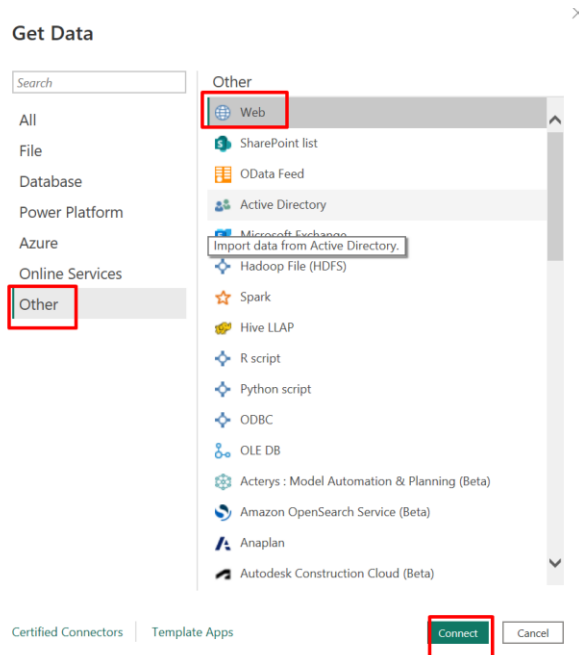 Get Data
Search
All
File
Database
Power Platform
Azure
Online Services
Other
Other
Web
SharePoint list
OData Feed
Active Directory
Microsoft Exchange
Import data from Active Directory.
Hadoop File (HDFS)
Spark
Hive LLAP
R script
Python script
ODBC
OLE DB
Acterys : Model Automation & Planning (Beta)
Amazon OpenSearch Service (Beta)
Anaplan
Autodesk Construction Cloud (Beta)
Certified Connectors
Template Apps
Connect
Cancel